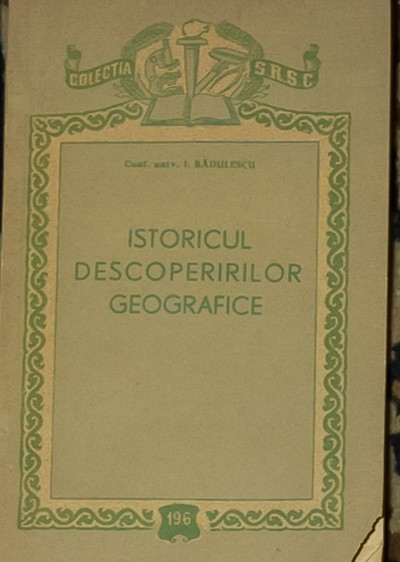 COLECȚIA S.R.S.C
Conf. univ. I. RĂDULESCU
ISTORICUL
DESCOPERIRILOR
GEOGRAFICE
196